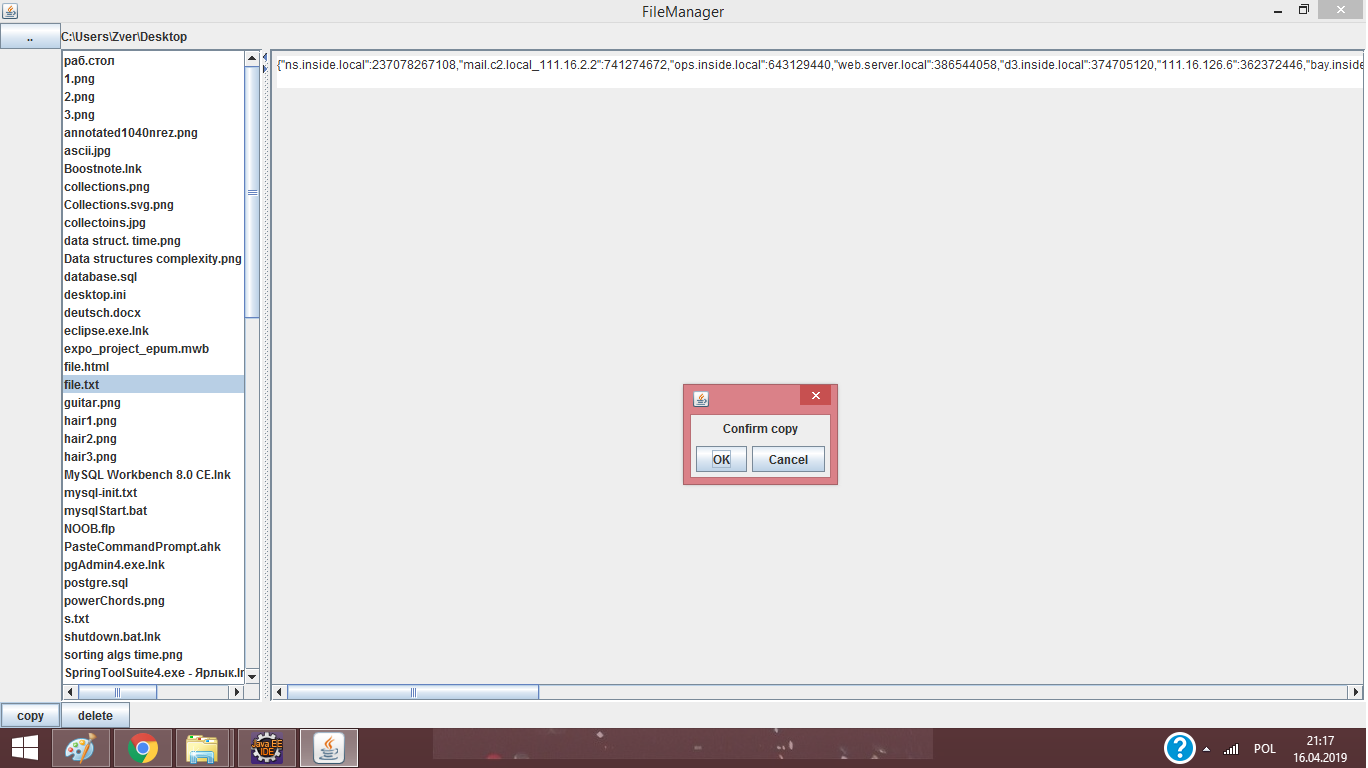 FileManager
..
C:\Users\Zver\Desktop
раб.стол
1.png
2.png
3.png
annotated1040nrez.png
ascii.jpg
Boostnote.lnk
collections.png
Collections.svg.png
collectoins.jpg
data struct. time.png
Data structures complexity.png
database.sql
desktop.ini
deutsch.docx
eclipse.exe.lnk
expo_project_epum.mwb
file.html
file.txt
guitar.png
hair1.png
hair2.png
hair3.png
MySQL Workbench 8.0 CE.lnk
mysql-init.txt
mysqlStart.bat
NOOB.flp
PasteCommandPrompt.ahk
pgAdmin4.exe.lnk
postgre.sql
powerChords.png
s.txt
shutdown.bat.lnk
sorting algs time.png
SpringToolSuite4.exe - Ярлык.ln
{"ns.inside.local":237078267108,"mail.c2.local_111.16.2.2":741274672,"ops.inside.local":643129440,"web.server.local":386544058,"d3.inside.local":374705120,"111.16.126.6":362372446,"bay.inside
Confirm copy
OK Cancel
copy delete
Java EE
IDE
?
POL
21:17
16.04.2019